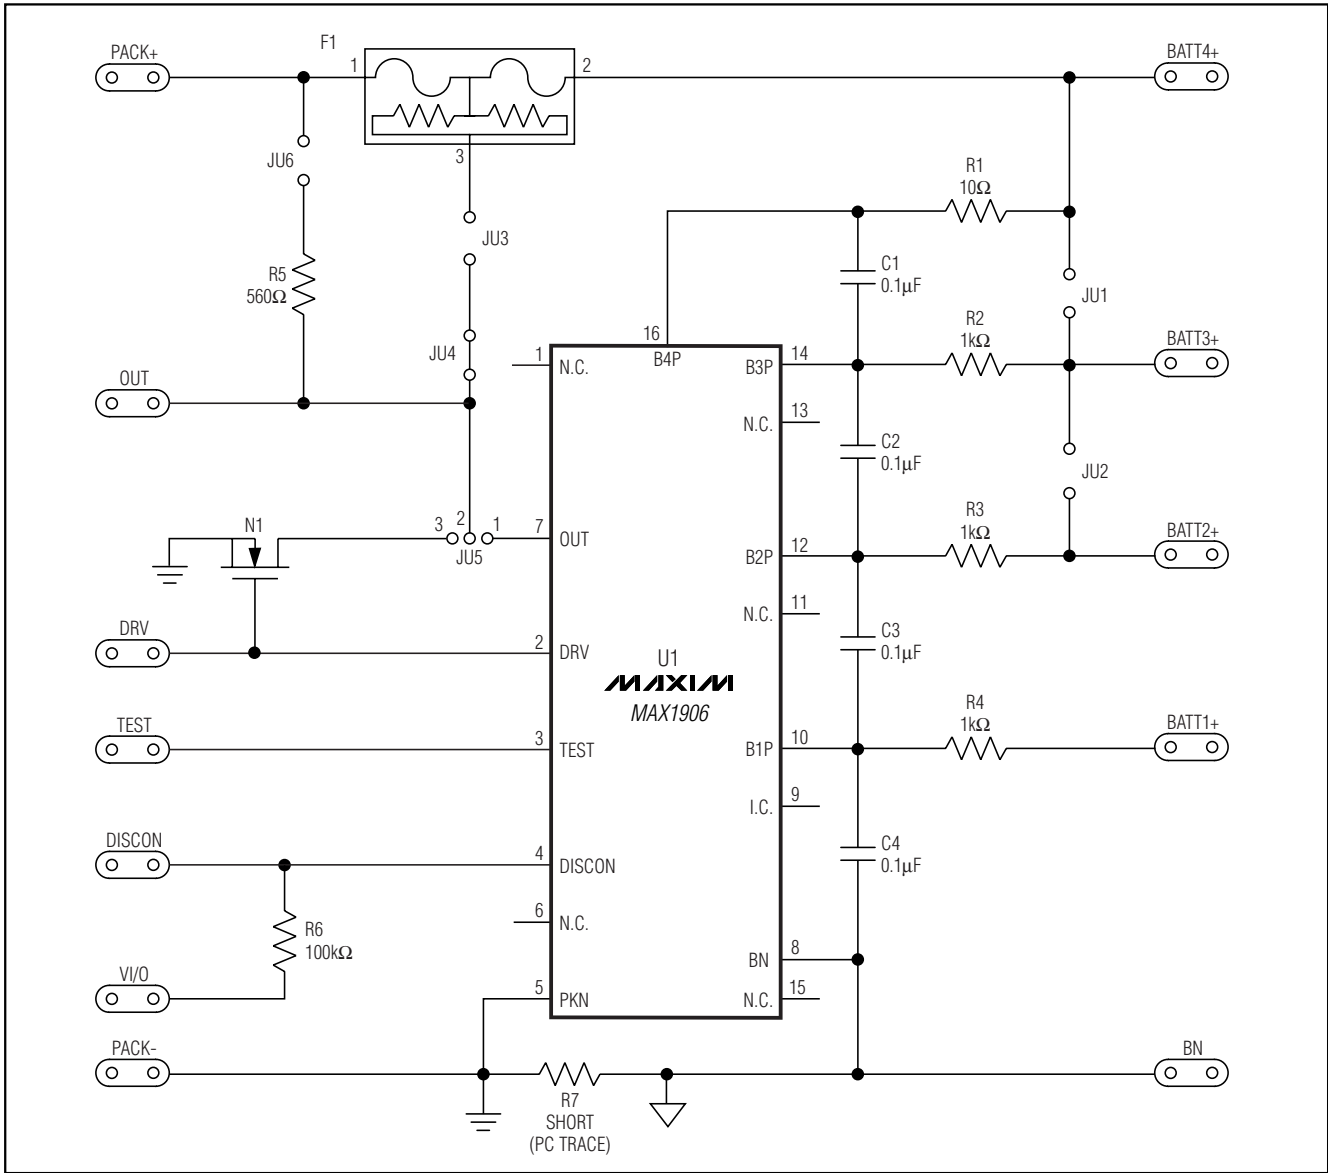 PACK+
F1
1
2
BATT4+
3
JU6
R1
10Ω
JU3
R5
560Ω
C1
0.1µF
JU1
R2
1kΩ
BATT3+
JU4
16
B4P
1
N.C.
B3P
14
OUT
N.C.
13
C2
0.1µF
JU2
N1
3
2
1
JU5
7
OUT
R3
1kΩ
BATT2+
B2P
12
N.C.
11
DRV
2
DRV
C3
0.1µF
U1
MAXIM
MAX1906
R4
1kΩ
BATT1+
TEST
3
TEST
B1P
10
I.C.
9
DISCON
4
DISCON
C4
0.1µF
6
N.C.
R6
100kΩ
BN
8
VI/O
5
PKN
N.C.
15
PACK-
BN
R7
SHORT
(PC TRACE)